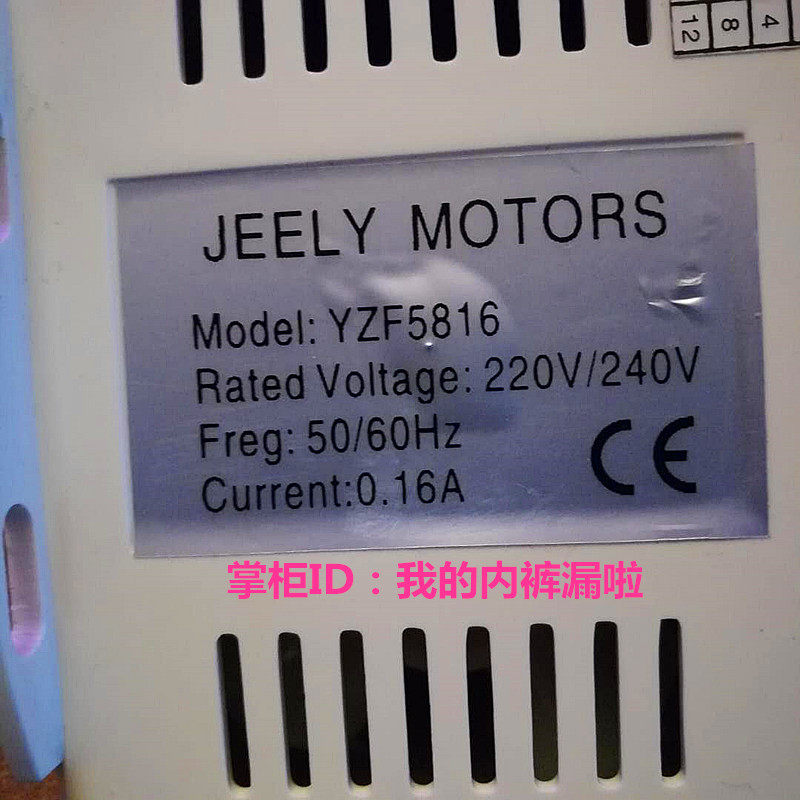 12 8 4
JEELY MOTORS
Model: YZF5816
Rated Voltage: 220V/240V
Freg: 50/60Hz
Current:0.16A
CE
掌柜ID：我的内裤漏啦